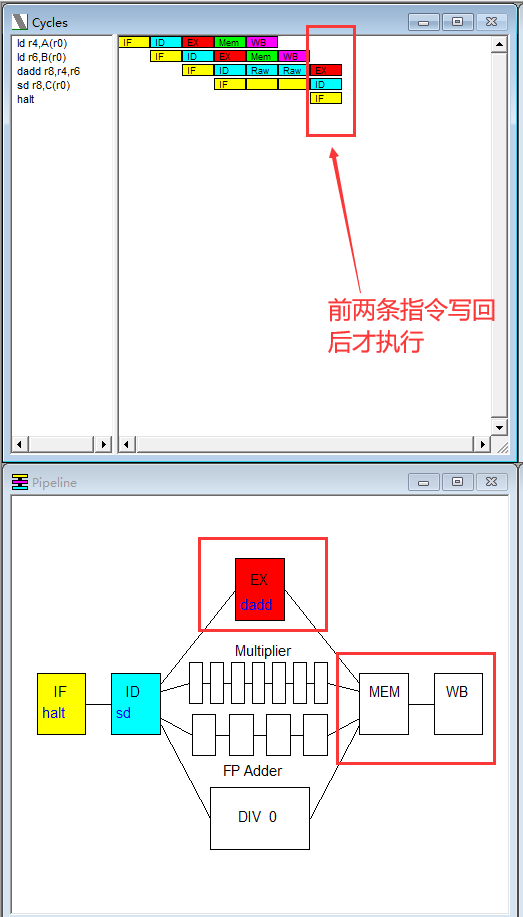 Cycles
ld r4,A(r0)
ld r6,B(r0)
dadd r8,r4,r6
sd r8,C(r0)
halt
IF ID EX Mem WB
IF ID EX Mem WB
IF ID Raw Raw EX
IF ID
IF
前两条指令写回
后才执行
Pipeline
EX
dadd
Multiplier
IF
halt
ID
sd
MEM
WB
FP Adder
DIV 0